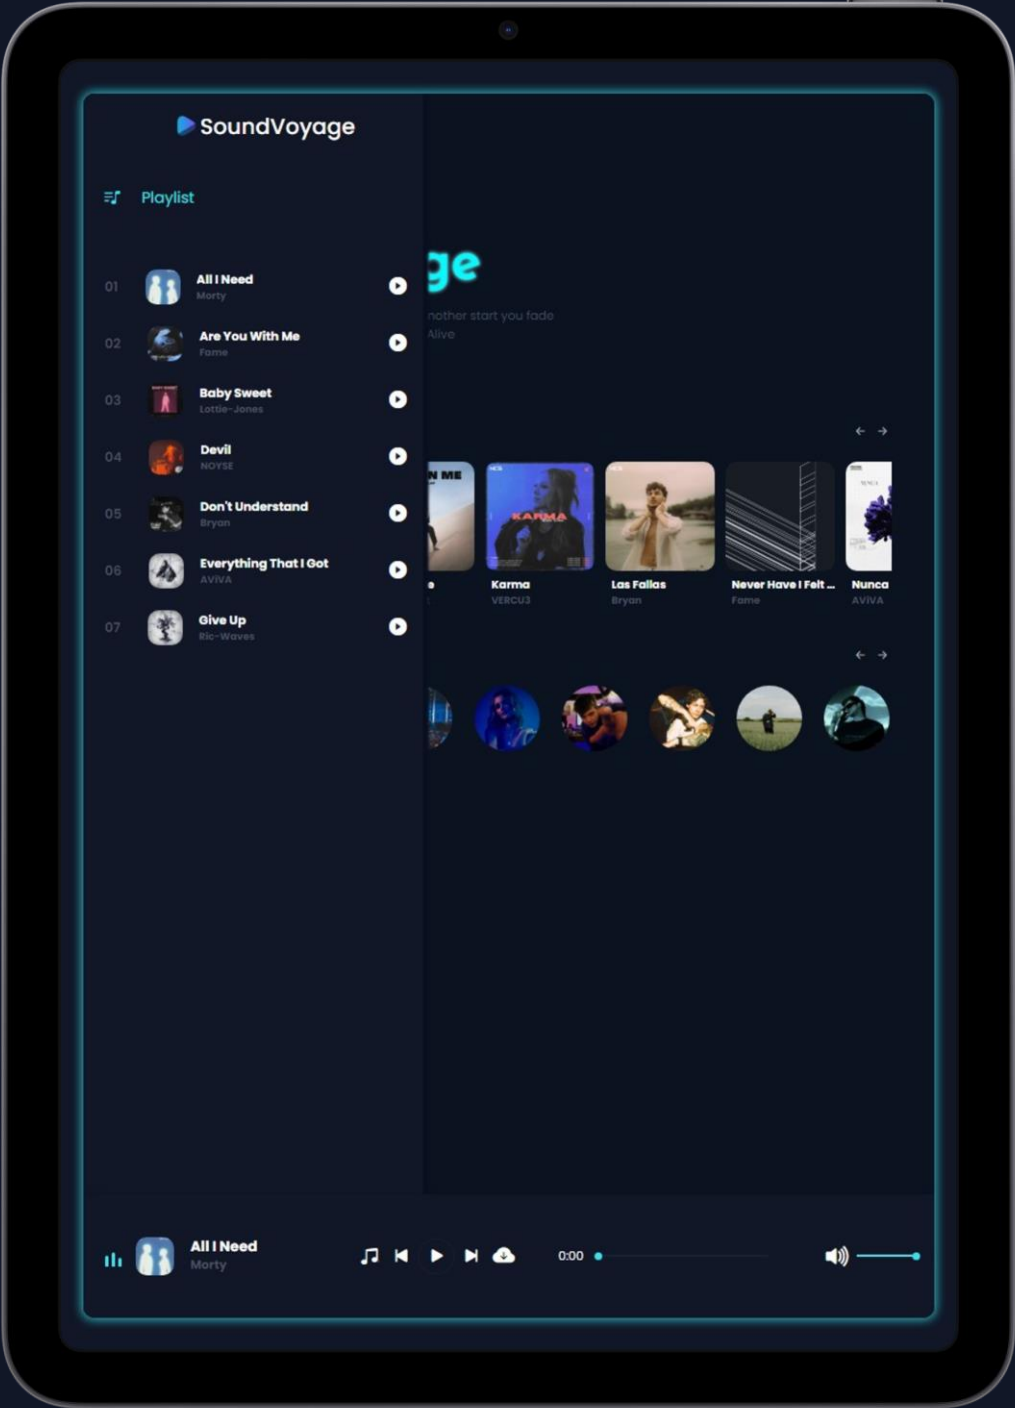 SoundVoyage
Playlist
01
All I Need
Morty
02
Are You With Me
Fame
03
Baby Sweet
Lottie-Jones
04
Devil
NOYSE
05
Don't Understand
Bryan
06
Everything That I Got
AViVA
07
Give Up
Ric-Waves
ge
nother start you fade
Alive
N ME
KARMA
NUNCA
e
Karma
VERCU3
Las Fallas
Bryan
Never Have I Felt ...
Fame
Nunca
AViVA
All I Need
Morty
0:00